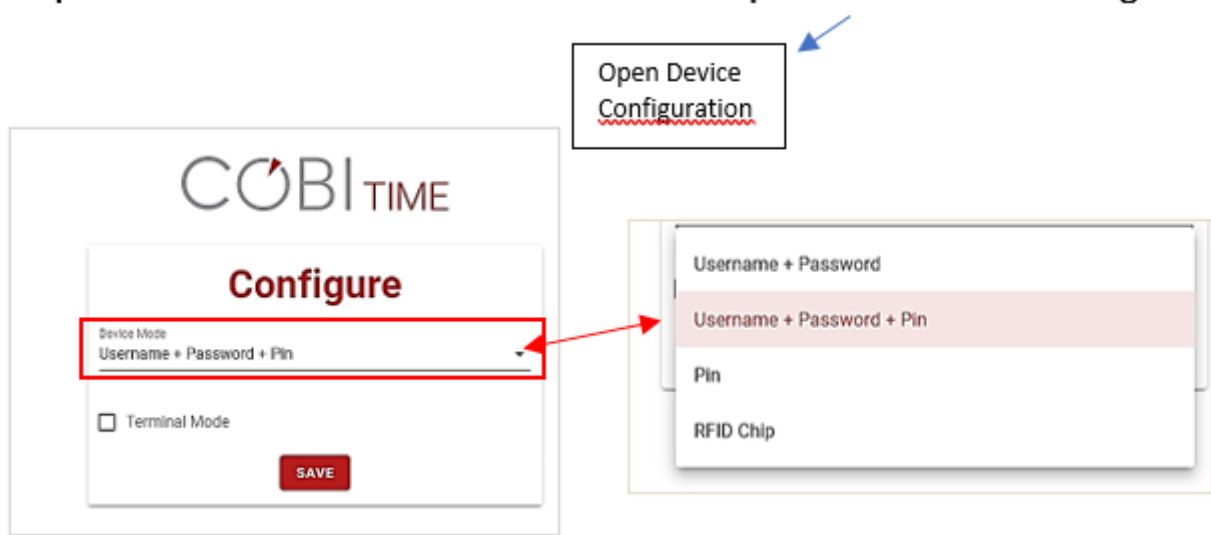 Open Device
Configuration
COBI TIME
Configure
Device Mode
Username + Password + Pin
Terminal Mode
SAVE
Username + Password
Username + Password + Pin
Pin
RFID Chip